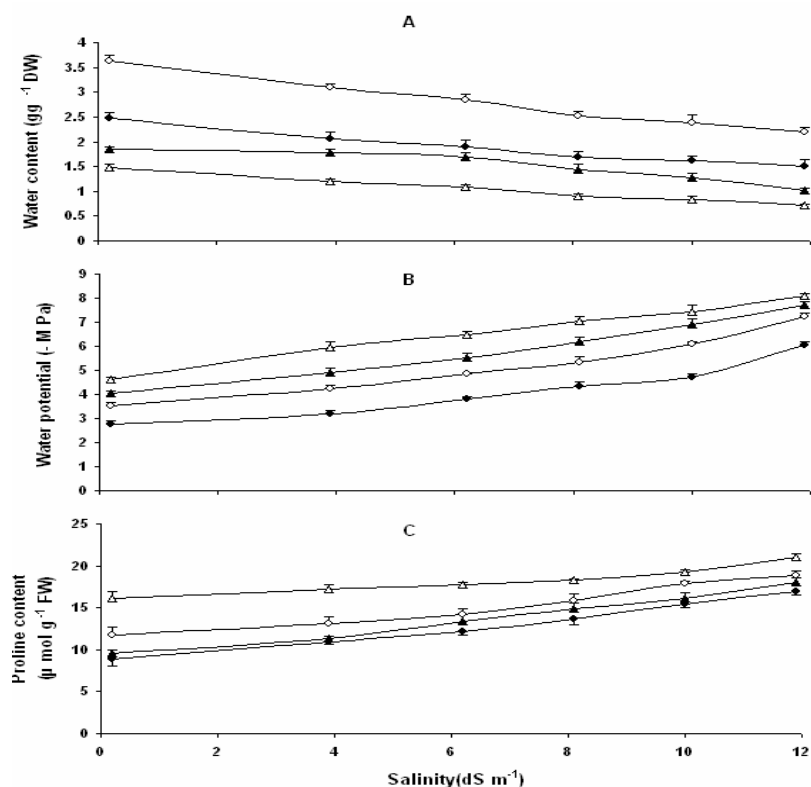 A
Water content (gg -1 DW)
4
3.5
3
2.5
2
1.5
1
0.5
0
B
Water potential (- M Pa)
9
8
7
6
5
4
3
2
1
0
C
Proline content
(µ mol g-1 FW)
25
20
15
10
5
0
0 2 4 6 8 10 12
Salinity(dS m-1)